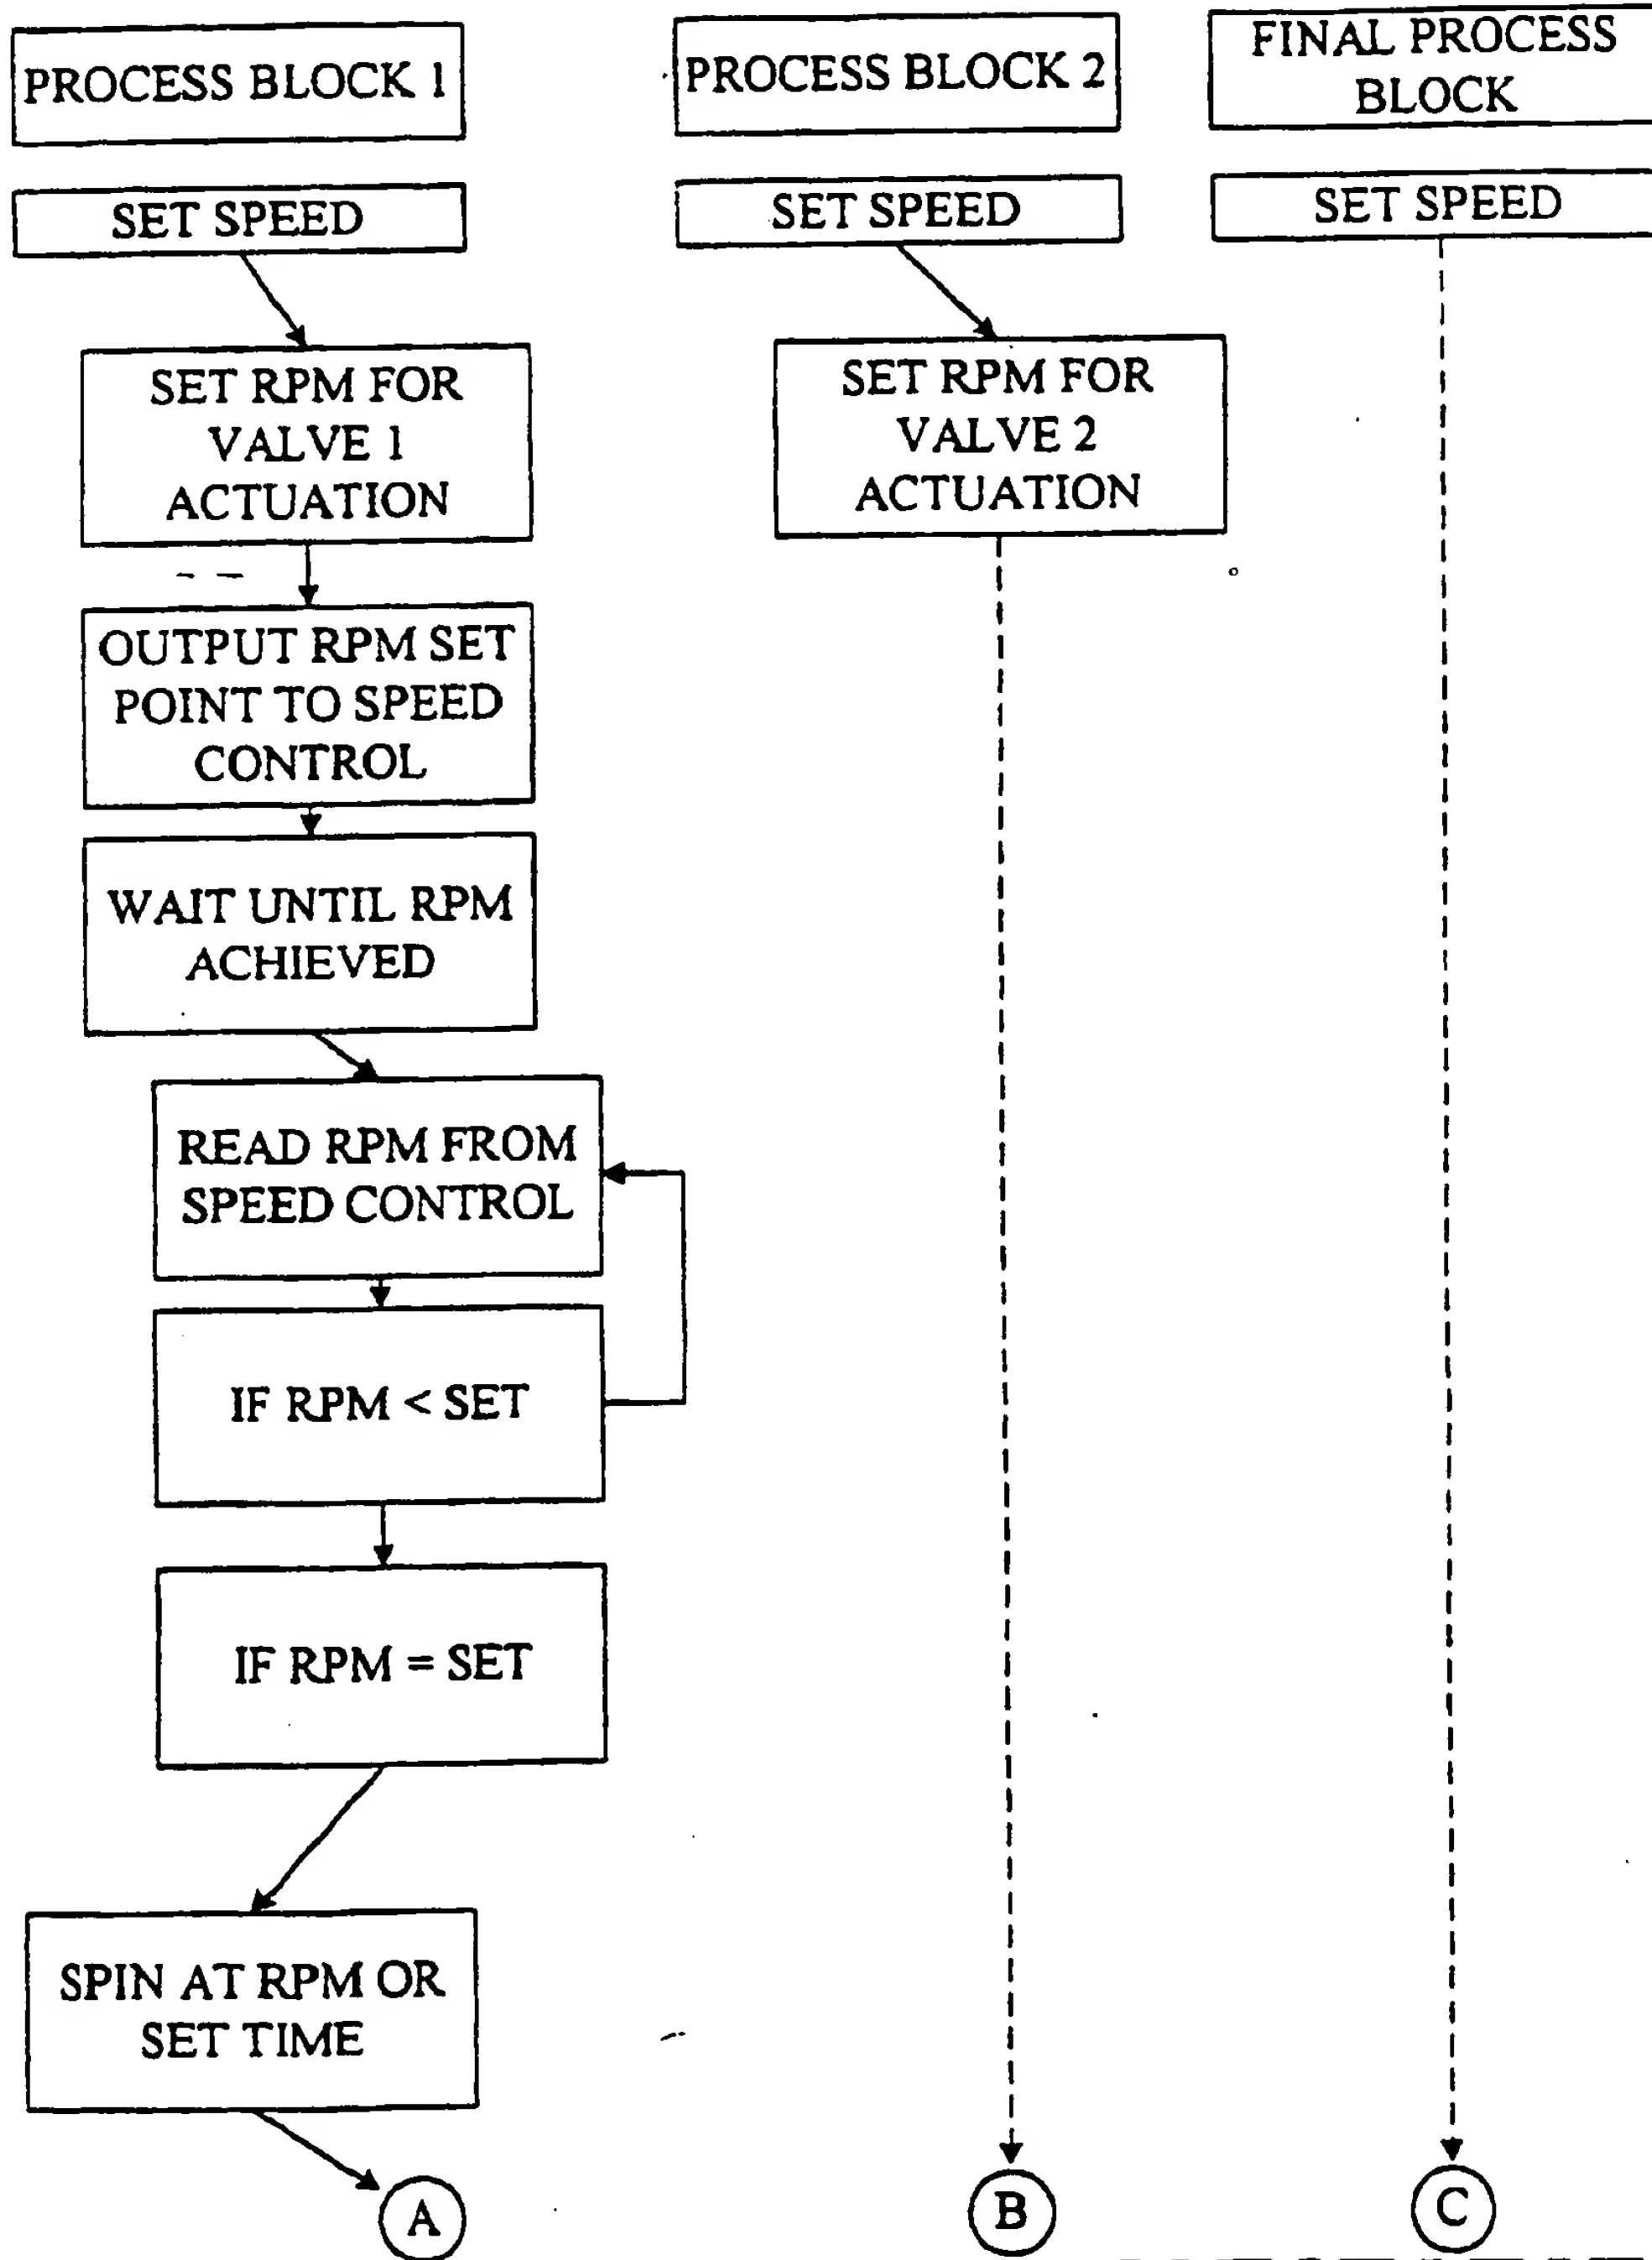 PROCESS BLOCK 1
SET SPEED
SET RPM FOR
VALVE 1
ACTUATION
OUTPUT RPM SET
POINT TO SPEED
CONTROL
WAIT UNTIL RPM
ACHIEVED
READ RPM FROM
SPEED CONTROL
IF RPM < SET
IF RPM = SET
SPIN AT RPM OR
SET TIME
A
PROCESS BLOCK 2
SET SPEED
SET RPM FOR
VALVE 2
ACTUATION
B
FINAL PROCESS
BLOCK
SET SPEED
C